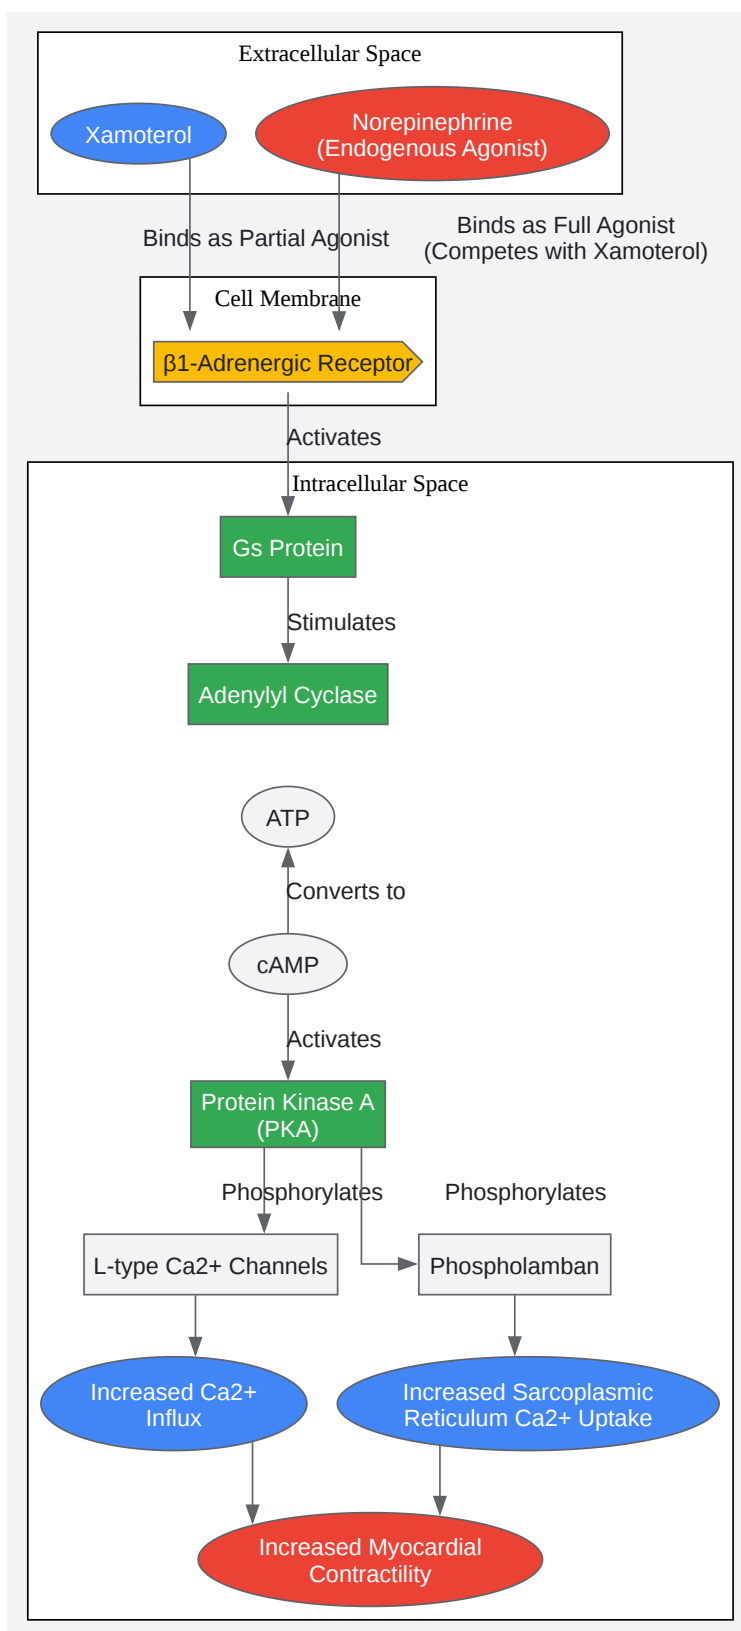 Extracellular Space
Xamoterol
Norepinephrine
(Endogenous Agonist)
Binds as Partial Agonist
Binds as Full Agonist
(Competes with Xamoterol)
Cell Membrane
β1-Adrenergic Receptor
Activates
Intracellular Space
Gs Protein
Stimulates
Adenylyl Cyclase
ATP
Converts to
cAMP
Activates
Protein Kinase A
(PKA)
Phosphorylates
Phosphorylates
L-type Ca2+ Channels
Phospholamban
Increased Ca2+
Influx
Increased Sarcoplasmic
Reticulum Ca2+ Uptake
Increased Myocardial
Contractility